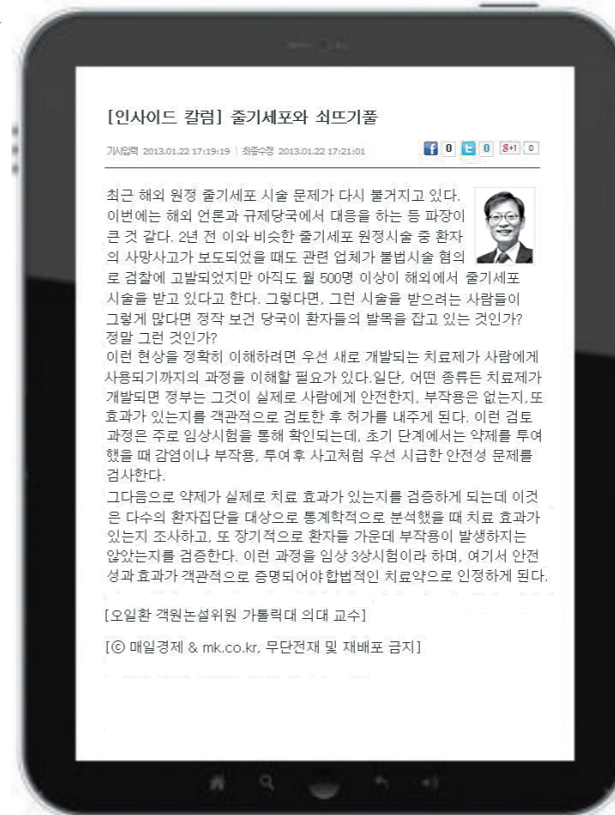 [인사이드 칼럼] 줄기세포와 쇠뜨기풀
기사입력 2013.01.22 17:19:19 | 최종수정 2013.01.22 17:21:01 f 0 t 0 8+1 0
최근 해외 원정 줄기세포 시술 문제가 다시 불거지고 있다.
이번에는 해외 언론과 규제당국에서 대응을 하는 등 파장이
큰 것 같다. 2년 전 이와 비슷한 줄기세포 원정시술 중 환자
의 사망사고가 보도되었을 때도 관련 업체가 불법시술 혐의
로 검찰에 고발되었지만 아직도 월 500명 이상이 해외에서 줄기세포
시술을 받고 있다고 한다. 그렇다면, 그런 시술을 받으려는 사람들이
그렇게 많다면 정작 보건 당국이 환자들의 발목을 잡고 있는 것인가?
정말 그런 것인가?
이런 현상을 정확히 이해하려면 우선 새로 개발되는 치료제가 사람에게
사용되기까지의 과정을 이해할 필요가 있다.일단, 어떤 종류든 치료제가
개발되면 정부는 그것이 실제로 사람에게 안전한지, 부작용은 없는지,또
효과가 있는지를 객관적으로 검토한 후 허가를 내주게 된다. 이런 검토
과정은 주로 임상시험을 통해 확인되는데, 초기 단계에서는 약제를 투여
했을 때 감염이나 부작용, 투여 후 사고처럼 우선 시급한 안전성 문제를
검사한다.
그다음으로 약제가 실제로 치료 효과가 있는지를 검증하게 되는데 이것
은 다수의 환자집단을 대상으로 통계학적으로 분석했을 때 치료 효과가
있는지 조사하고, 또 장기적으로 환자들 가운데 부작용이 발생하지는
않았는지를 검증한다. 이런 과정을 임상 3상시험이라 하며, 여기서 안전
성과 효과가 객관적으로 증명되어야 합법적인 치료약으로 인정하게 된다.
[오일환 객원논설위원 가톨릭대 의대 교수]
[ⓒ 매일경제 & mk.co.kr, 무단전재 및 재배포 금지]